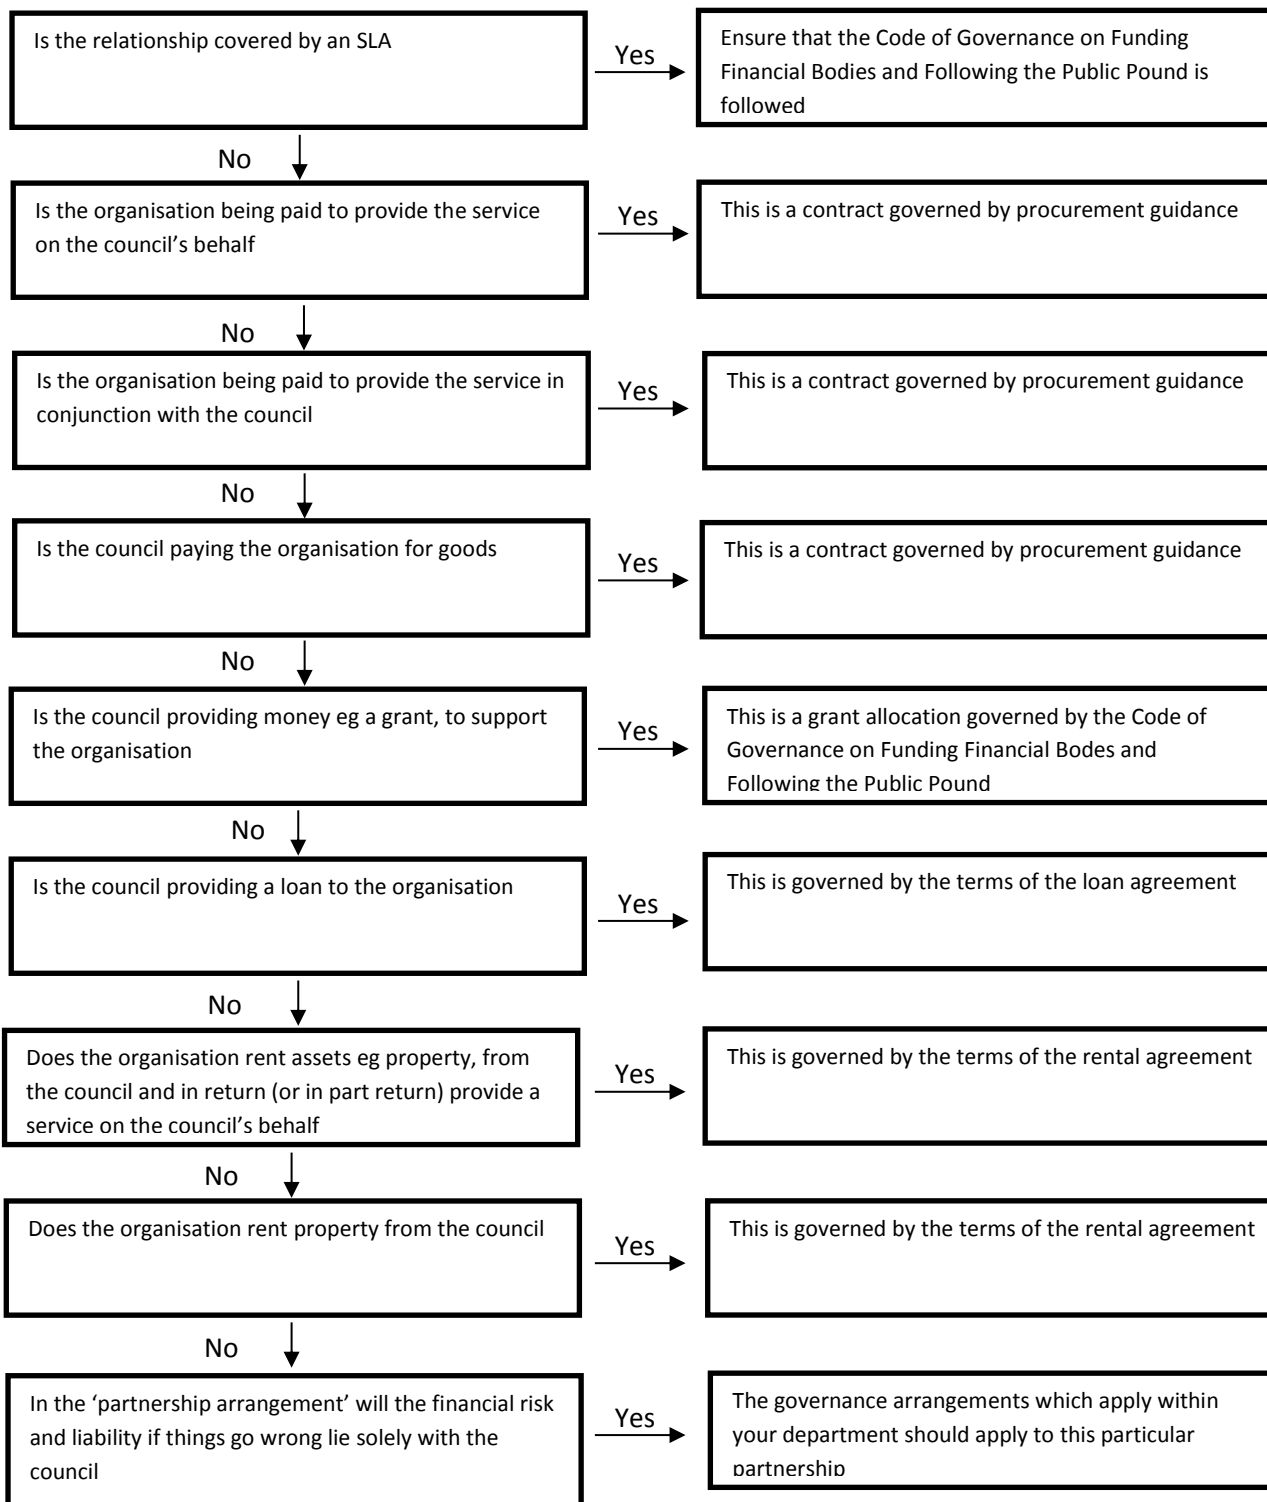 Is the relationship covered by an SLA
Yes
Ensure that the Code of Governance on Funding
Financial Bodies and Following the Public Pound is
followed
No
Is the organisation being paid to provide the service
on the council’s behalf
Yes
This is a contract governed by procurement guidance
No
Is the organisation being paid to provide the service in
conjunction with the council
Yes
This is a contract governed by procurement guidance
No
Is the council paying the organisation for goods
Yes
This is a contract governed by procurement guidance
No
Is the council providing money eg a grant, to support
the organisation
Yes
This is a grant allocation governed by the Code of
Governance on Funding Financial Bodes and
Following the Public Pound
No
Is the council providing a loan to the organisation
Yes
This is governed by the terms of the loan agreement
No
Does the organisation rent assets eg property, from
the council and in return (or in part return) provide a
service on the council’s behalf
Yes
This is governed by the terms of the rental agreement
No
Does the organisation rent property from the council
Yes
This is governed by the terms of the rental agreement
No
In the ‘partnership arrangement’ will the financial risk
and liability if things go wrong lie solely with the
council
Yes
The governance arrangements which apply within
your department should apply to this particular
partnership